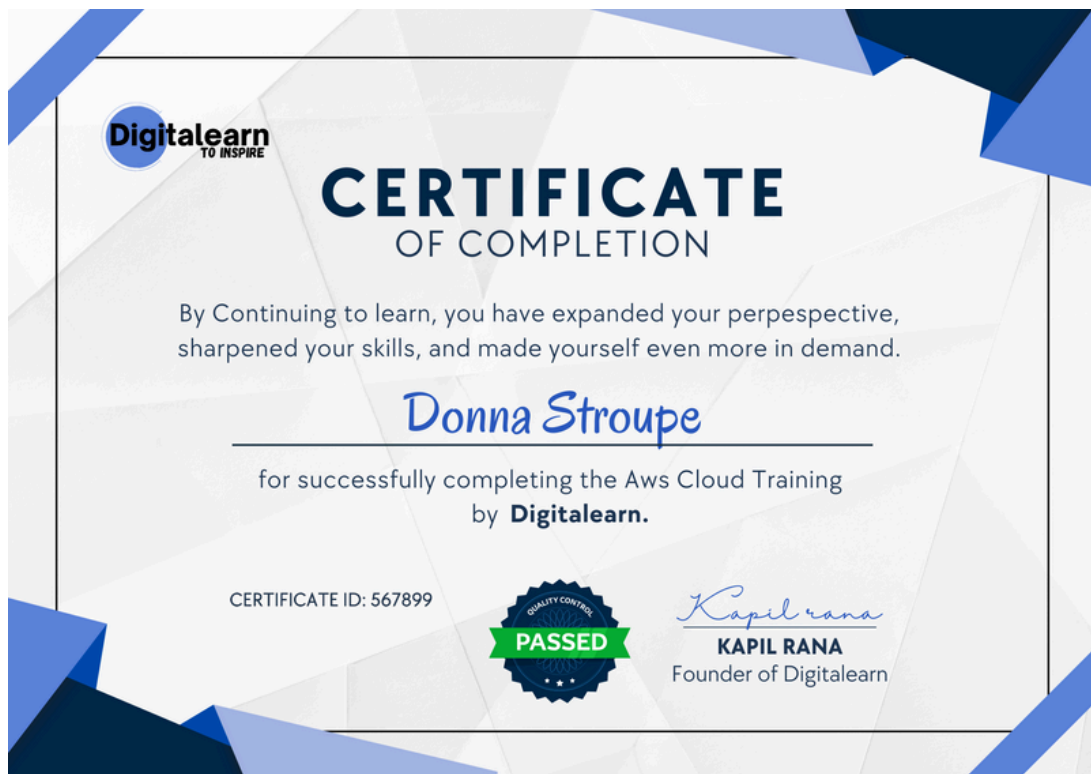 Digitalearn
TO INSPIRE
CERTIFICATE
OF COMPLETION
By Continuing to learn, you have expanded your perpespective,
sharpened your skills, and made yourself even more in demand.
Donna Stroupe
for successfully completing the Aws Cloud Training
by Digitalearn.
CERTIFICATE ID: 567899
QUALITY CONTROL
PASSED
Kapil rana
KAPIL RANA
Founder of Digitalearn